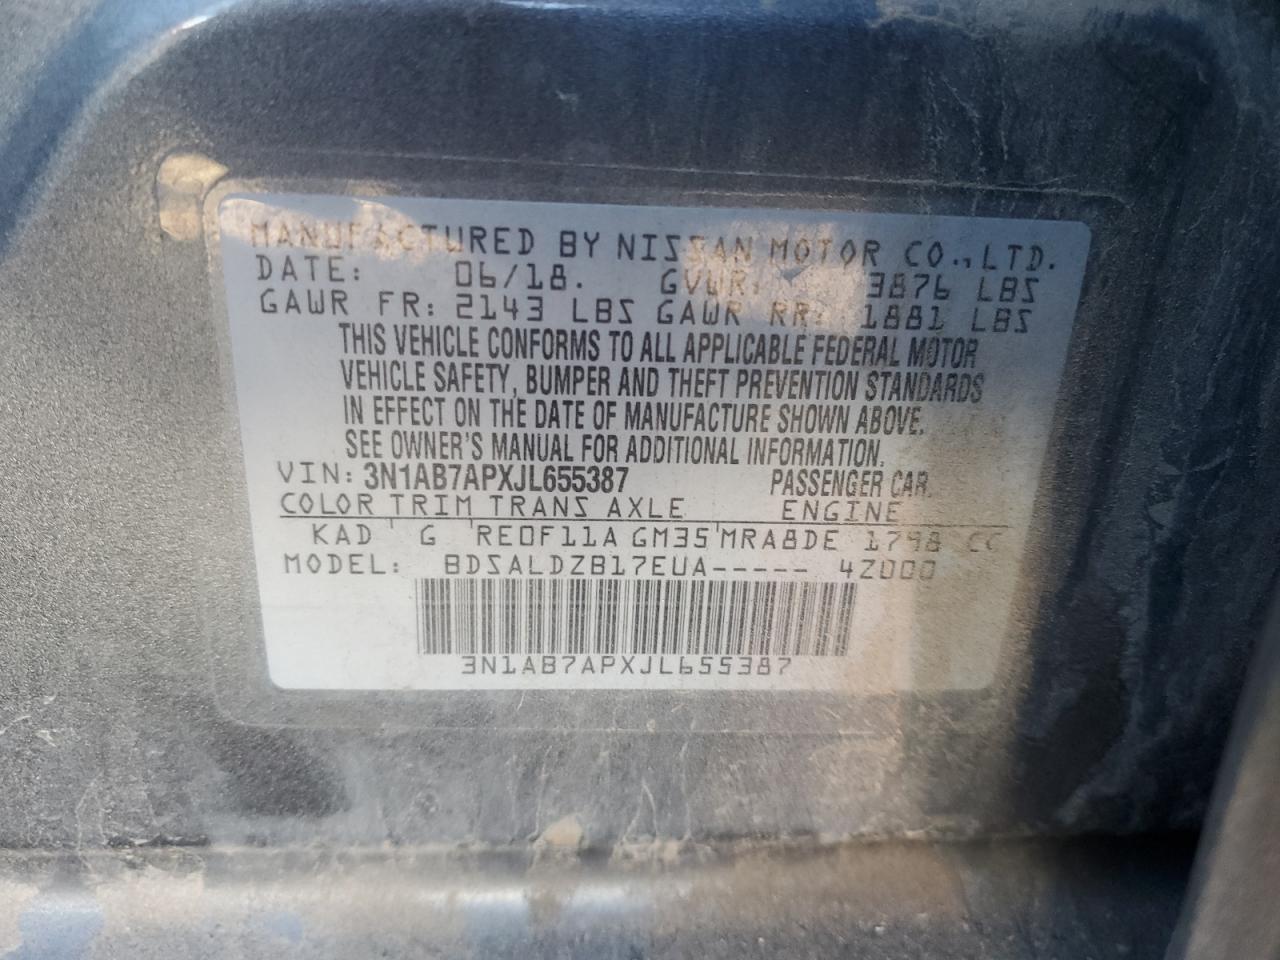 MANUFACTURED BY NISSAN MOTOR CO.,LTD.
DATE: 06/18. GVWR: 3876 LBS
GAWR FR: 2143 LBS GAWR RR: 1881 LBS
THIS VEHICLE CONFORMS TO ALL APPLICABLE FEDERAL MOTOR
VEHICLE SAFETY, BUMPER AND THEFT PREVENTION STANDARDS
IN EFFECT ON THE DATE OF MANUFACTURE SHOWN ABOVE.
SEE OWNER'S MANUAL FOR ADDITIONAL INFORMATION.
VIN: 3N1AB7APXJL655387 PASSENGER CAR.
COLOR TRIM TRANS AXLE ENGINE
KAD G RE0F11A GM35 MRA8DE 1798 CC
MODEL: BDSALDZB17EUA----- 4Z000
3N1AB7APXJL655387